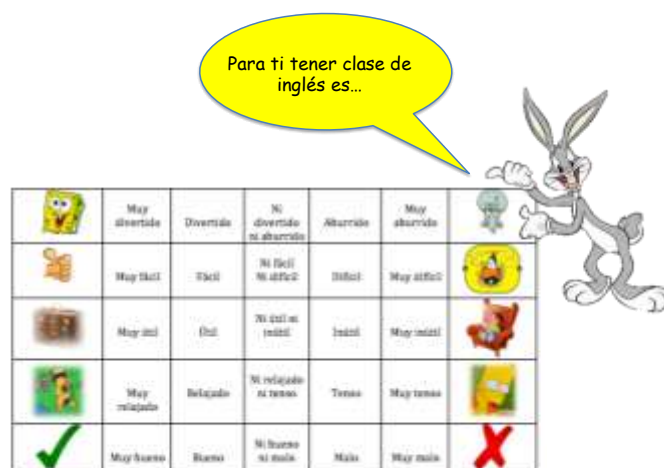 Para ti tener clase de
inglés es...
Muy divertido
Divertido
Ni divertido ni aburrido
Aburrido
Muy aburrido
Muy fácil
Fácil
Ni fácil Ni difícil
Difícil
Muy difícil
Muy útil
Útil
Ni útil ni inútil
Inútil
Muy inútil
Muy relajado
Relajado
Ni relajado ni tenso
Tenso
Muy tenso
Muy bueno
Bueno
Ni bueno ni malo
Malo
Muy malo